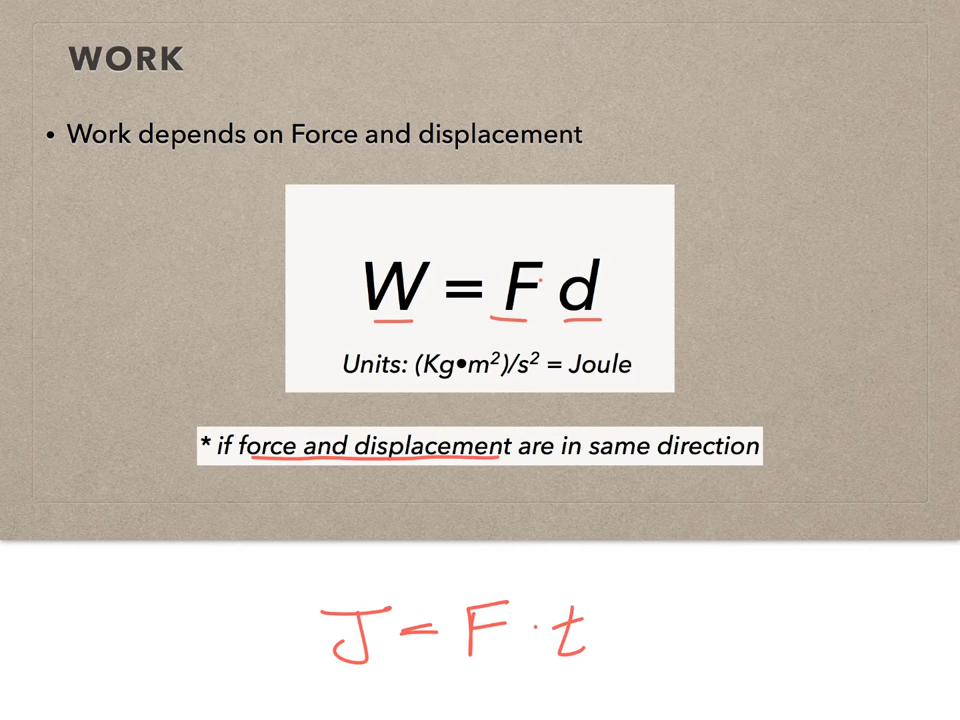 WORK
• Work depends on Force and displacement
W = F d
Units: (Kg•m²)/s² = Joule
* if force and displacement are in same direction
J = F · t